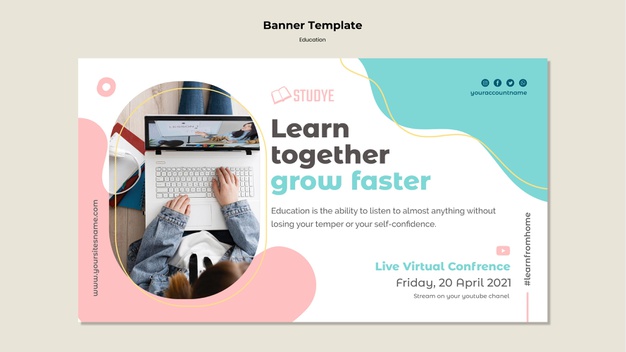 Banner Template
Education
STUDYE
youraccountname
Learn
together
grow faster
Education is the ability to listen to almost anything without
losing your temper or your self-confidence.
Live Virtual Confrence
Friday, 20 April 2021
Stream on your youtube chanel
www.yoursitesname.com
#learnfromhome